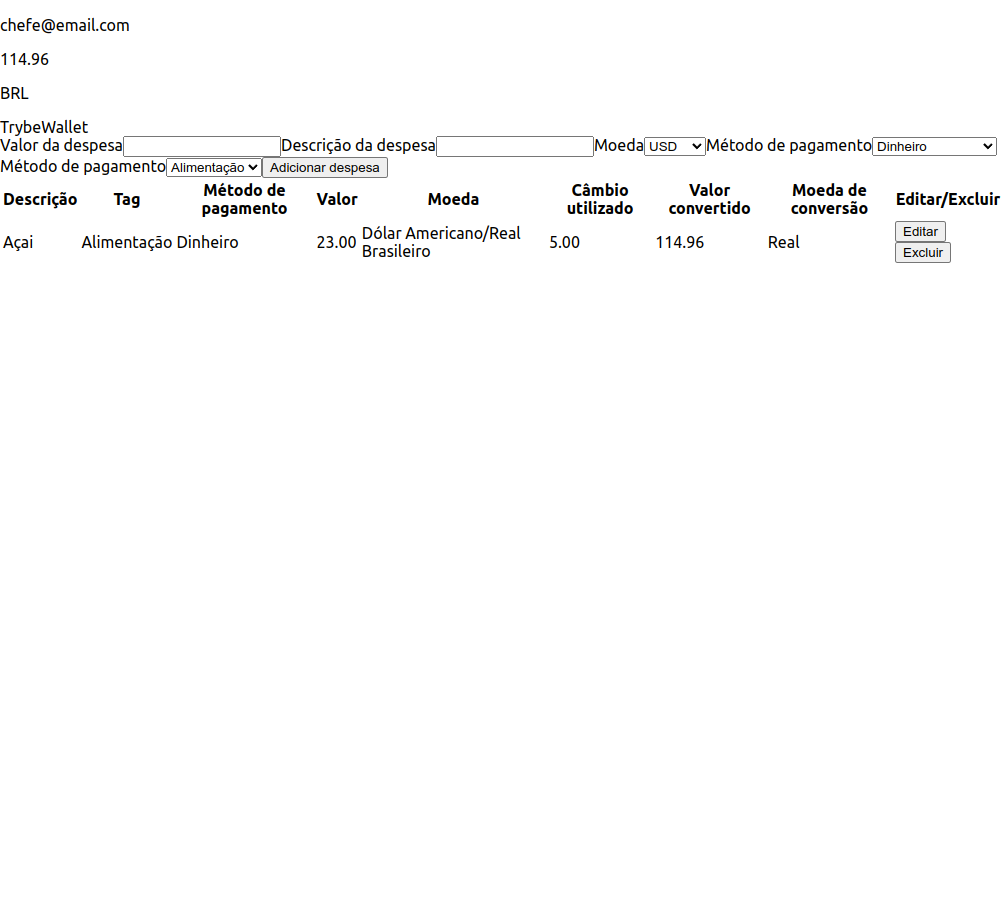 chefe@email.com
114.96
BRL
TrybeWallet
Valor da despesa Descrição da despesa Moeda USD Método de pagamento Dinheiro
Método de pagamento Alimentação Adicionar despesa
Descrição Tag Método de pagamento Valor Moeda Câmbio utilizado Valor convertido Moeda de conversão Editar/Excluir
Açai Alimentação Dinheiro 23.00 Dólar Americano/Real Brasileiro 5.00 114.96 Real Editar
Excluir